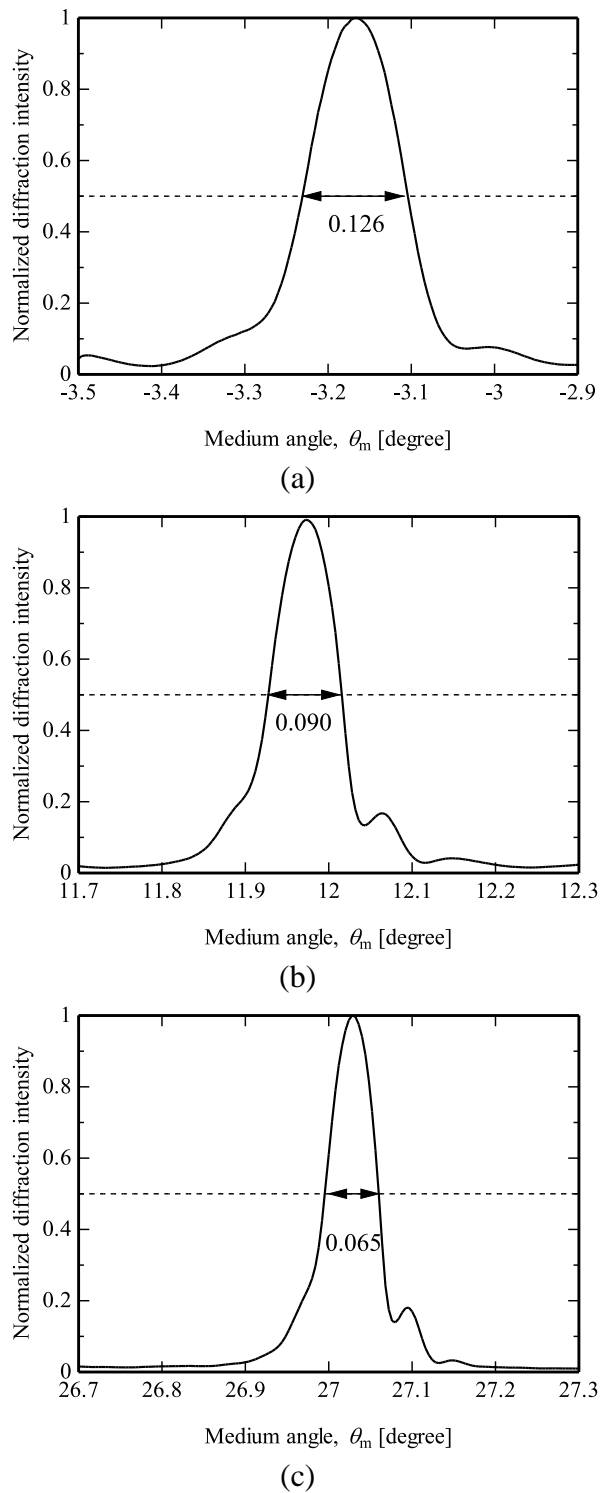 Normalized diffraction intensity
1
0.8
0.6
0.4
0.2
0
0.126
-3.5 -3.4 -3.3 -3.2 -3.1 -3 -2.9
Medium angle, θm [degree]
(a)
Normalized diffraction intensity
1
0.8
0.6
0.4
0.2
0
0.090
11.7 11.8 11.9 12 12.1 12.2 12.3
Medium angle, θm [degree]
(b)
Normalized diffraction intensity
1
0.8
0.6
0.4
0.2
0
0.065
26.7 26.8 26.9 27 27.1 27.2 27.3
Medium angle, θm [degree]
(c)